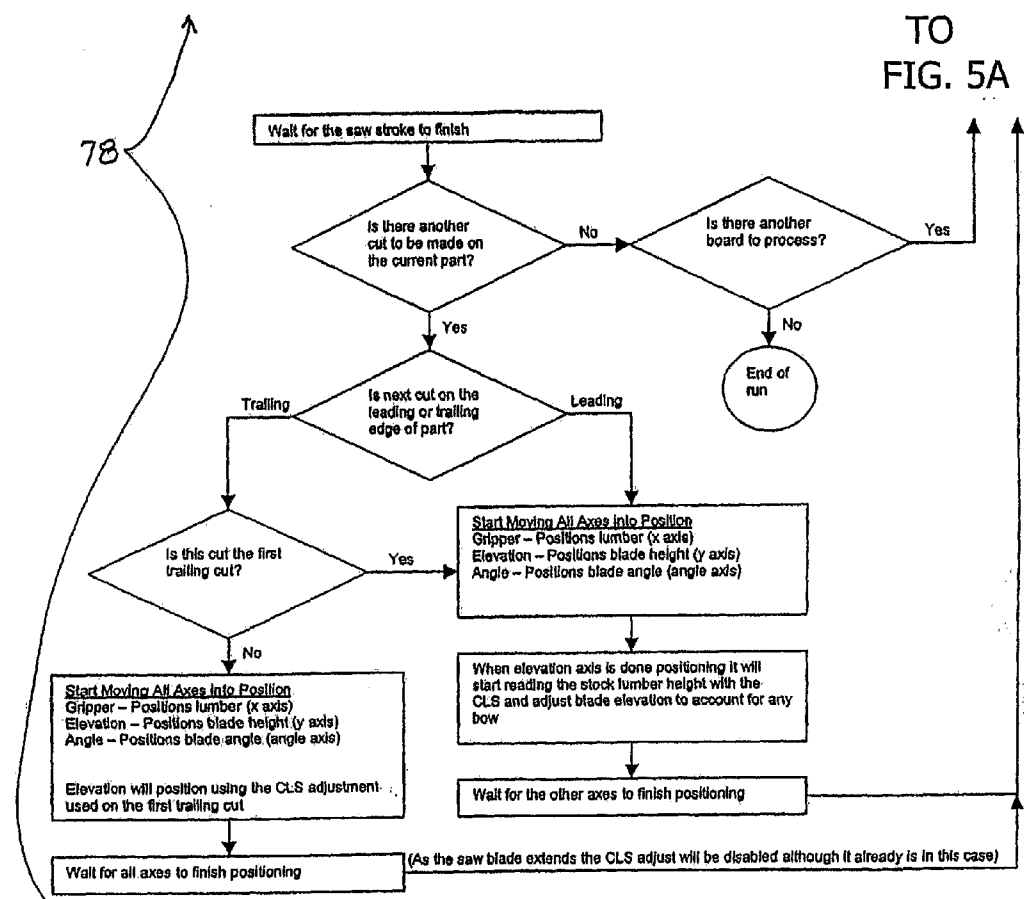 TO
FIG. 5A
78
Wait for the saw stroke to finish
Is there another
cut to be made on
the current part?
No
Is there another
board to process?
Yes
Yes
No
End of
run
Is next cut on the
leading or trailing
edge of part?
Trailing
Leading
Is this cut the first
trailing cut?
Yes
No
Start Moving All Axes into Position
Gripper – Positions lumber (x axis)
Elevation – Positions blade height (y axis)
Angle – Positions blade angle (angle axis)
When elevation axis is done positioning it will
start reading the stock lumber height with the
CLS and adjust blade elevation to account for any
bow
Wait for the other axes to finish positioning
Start Moving All Axes into Position
Gripper – Positions lumber (x axis)
Elevation – Positions blade height (y axis)
Angle – Positions blade angle (angle axis)
Elevation will position using the CLS adjustment
used on the first trailing cut
Wait for all axes to finish positioning
(As the saw blade extends the CLS adjust will be disabled although it already is in this case)